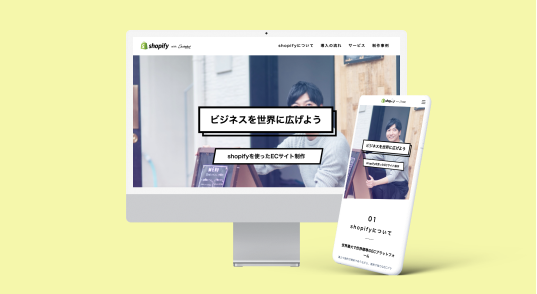 shopify
shopifyについて 導入の流れ サービス 制作事例
ビジネスを世界に広げよう
shopifyを使ったECサイト制作
ビジネスを世界に広げよう
shopifyを使ったECサイト制作
01
shopifyについて
世界最大で世界標準のECプラットフォ
ーム